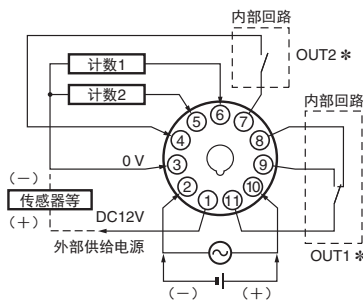 内部回路
OUT2*
计数1
计数2
内部回路
⑥
⑤
⑦
④
⑧
0 V
③
⑨
②
⑩
①
⑪
(－)
传感器等
(＋)
DC12V
外部供给电源
OUT1*
(－)
(＋)